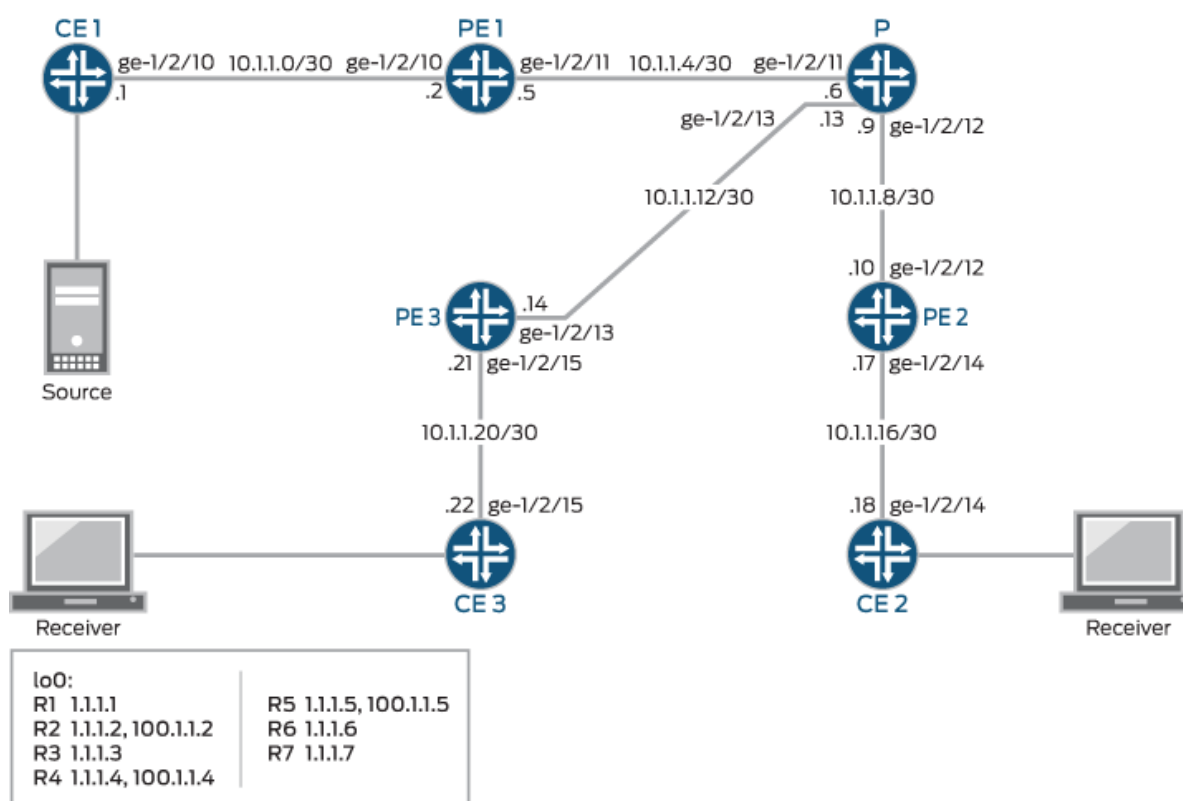 CE 1
PE 1
P
ge-1/2/10 10.1.1.0/30 ge-1/2/10
ge-1/2/11 10.1.1.4/30 ge-1/2/11
.1
.2
.5
.6
ge-1/2/13 .13
.9 ge-1/2/12
10.1.1.12/30
10.1.1.8/30
.10 ge-1/2/12
.14
PE 3
PE 2
ge-1/2/13
.21 ge-1/2/15
.17 ge-1/2/14
Source
10.1.1.20/30
10.1.1.16/30
.22 ge-1/2/15
.18 ge-1/2/14
CE 3
CE 2
Receiver
Receiver
lo0:
R1 1.1.1.1
R2 1.1.1.2, 100.1.1.2
R3 1.1.1.3
R4 1.1.1.4, 100.1.1.4
R5 1.1.1.5, 100.1.1.5
R6 1.1.1.6
R7 1.1.1.7